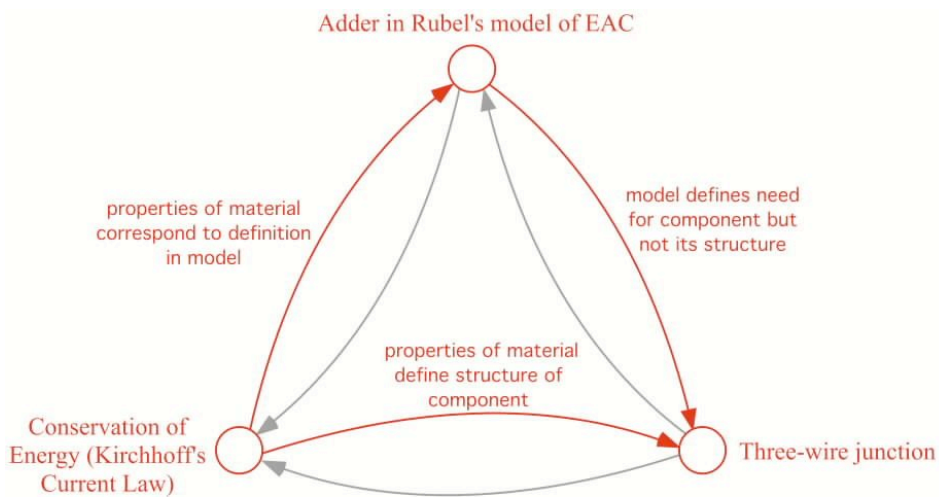 Adder in Rubel's model of EAC
properties of material
correspond to definition
in model
model defines need
for component but
not its structure
properties of material
define structure of
component
Conservation of
Energy (Kirchhoff's
Current Law)
Three-wire junction